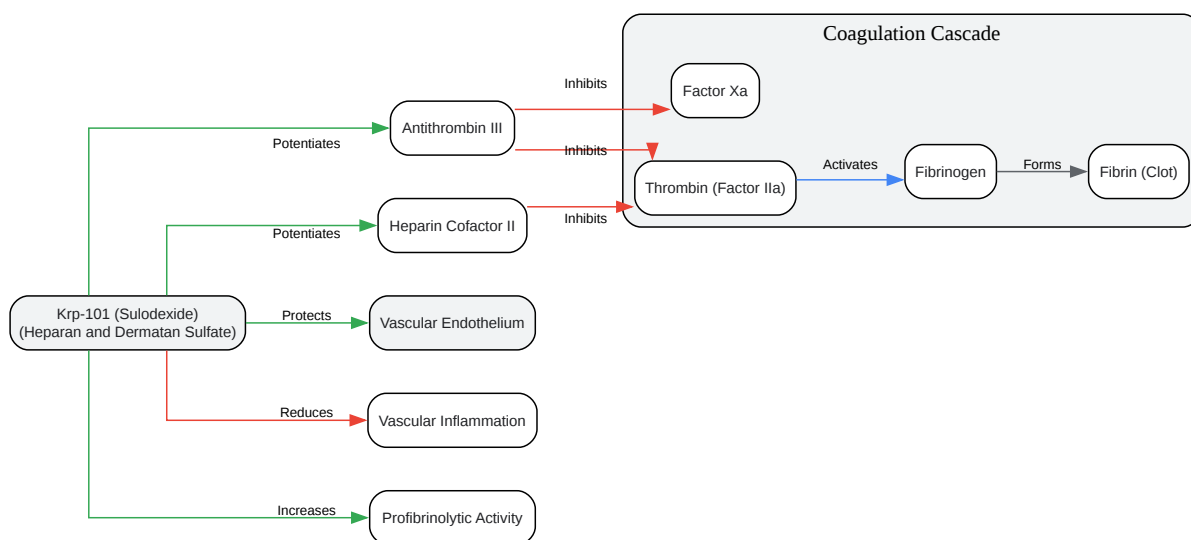 Coagulation Cascade
Inhibits
Factor Xa
Antithrombin III
Potentiates
Inhibits
Thrombin (Factor IIa)
Activates
Fibrinogen
Forms
Fibrin (Clot)
Heparin Cofactor II
Potentiates
Inhibits
Krp-101 (Sulodexide)
(Heparan and Dermatan Sulfate)
Protects
Vascular Endothelium
Reduces
Vascular Inflammation
Increases
Profibrinolytic Activity